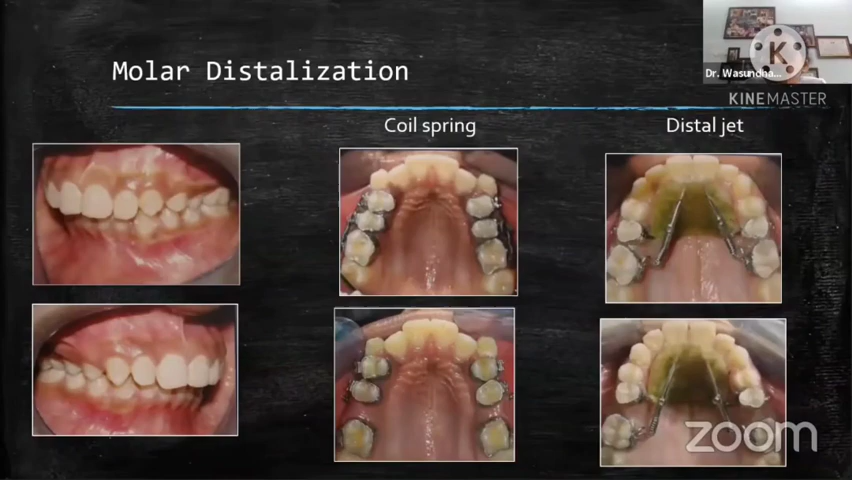 K
Dr. Wasundha...
KINEMASTER
Molar Distalization
Coil spring
Distal jet
zoom